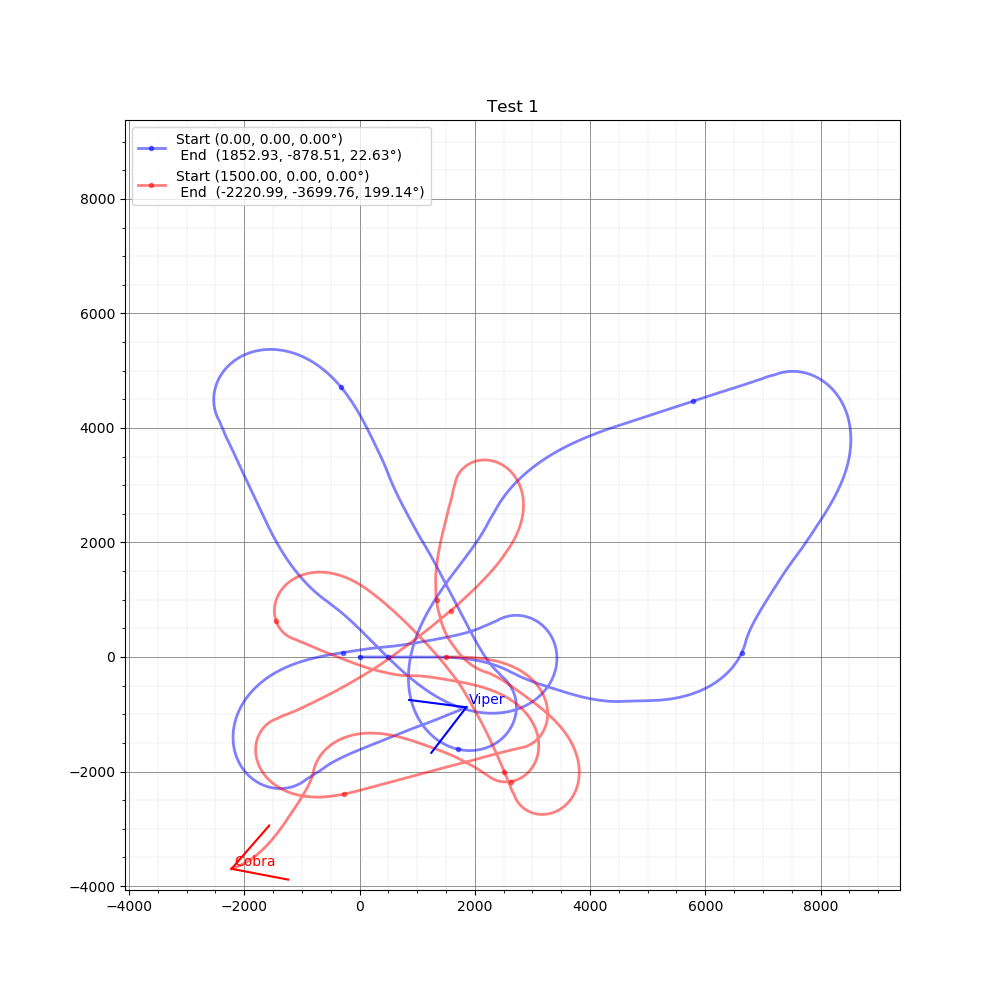 Test 1
Start (0.00, 0.00, 0.00°)
End  (1852.93, -878.51, 22.63°)
Start (1500.00, 0.00, 0.00°)
End  (-2220.99, -3699.76, 199.14°)
8000
6000
4000
2000
0
−2000
−4000
Viper
Cobra
−4000 −2000 0 2000 4000 6000 8000